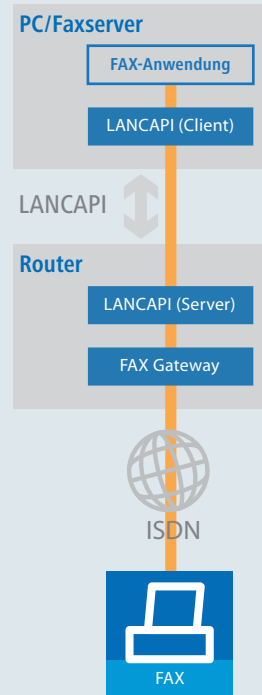 PC/Faxserver
FAX-Anwendung
LANCAPI (Client)
LANCAPI
Router
LANCAPI (Server)
FAX Gateway
ISDN
FAX